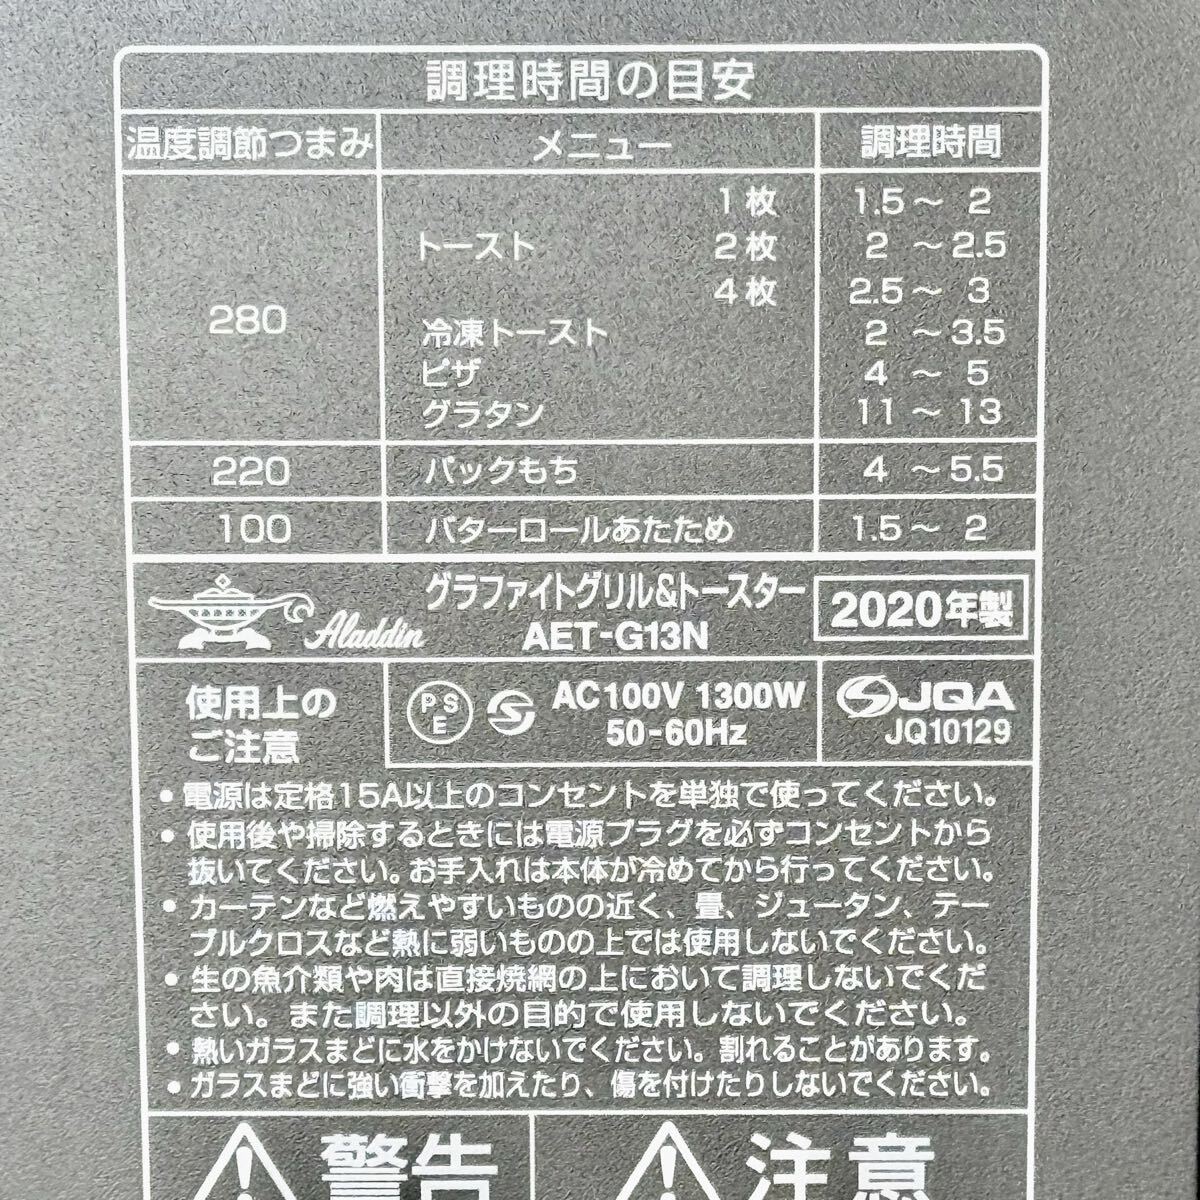 調理時間の目安
温度調節つまみ メニュー 調理時間
1枚 1.5～ 2
トースト 2枚 2 ～2.5
4枚 2.5～ 3
280
冷凍トースト 2 ～3.5
ピザ 4 ～ 5
グラタン 11 ～ 13
220 パックもち 4 ～5.5
100 バターロールあたため 1.5～ 2
Aladdin
グラファイトグリル&トースター
AET-G13N
2020年製
使用上の
ご注意
PSE
AC100V 1300W
50-60Hz
JQA
JQ10129
•電源は定格15A以上のコンセントを単独で使ってください。
•使用後や掃除するときには電源プラグを必ずコンセントから
抜いてください。お手入れは本体が冷めてから行ってください。
•カーテンなど燃えやすいものの近く、畳、ジュータン、テー
ブルクロスなど熱に弱いものの上では使用しないでください。
•生の魚介類や肉は直接焼網の上において調理しないでくだ
さい。また調理以外の目的で使用しないでください。
•熱いガラスまどに水をかけないでください。割れることがあります。
•ガラスまどに強い衝撃を加えたり、傷を付けたりしないでください。
警告
注意